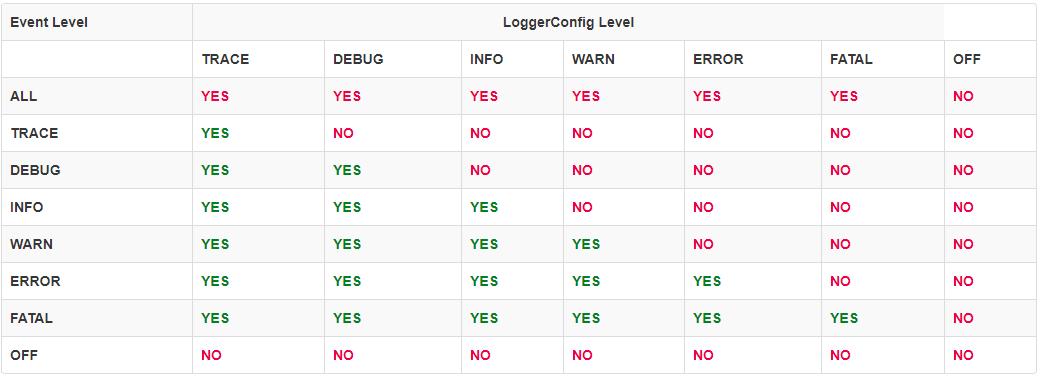 Event Level LoggerConfig Level
TRACE DEBUG INFO WARN ERROR FATAL OFF
ALL YES YES YES YES YES YES NO
TRACE YES NO NO NO NO NO NO
DEBUG YES YES NO NO NO NO NO
INFO YES YES YES NO NO NO NO
WARN YES YES YES YES NO NO NO
ERROR YES YES YES YES YES NO NO
FATAL YES YES YES YES YES YES NO
OFF NO NO NO NO NO NO NO